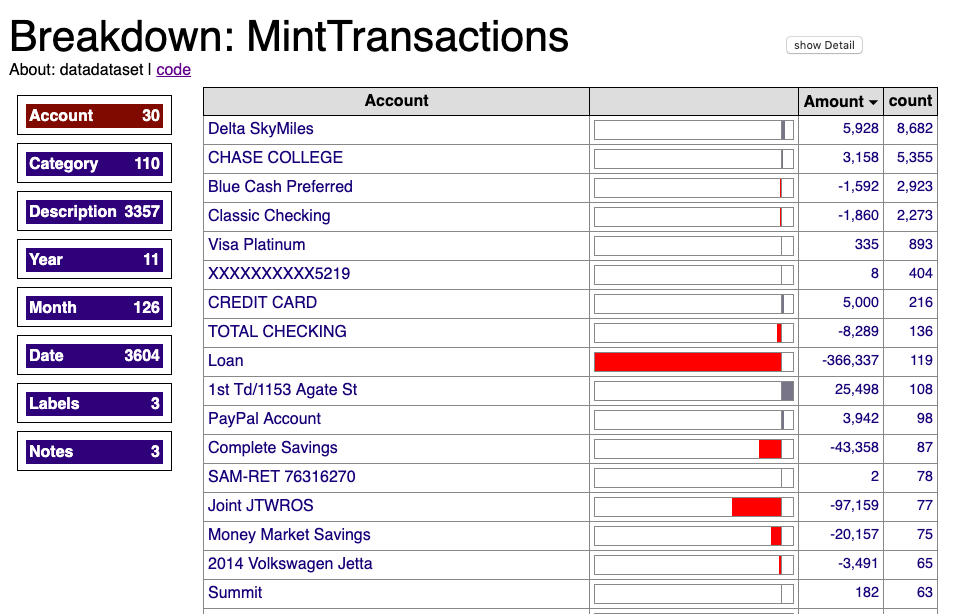 Breakdown: MintTransactions
show Detail
About: datadataset | code
Account 30
Category 110
Description 3357
Year 11
Month 126
Date 3604
Labels 3
Notes 3
Account Amount count
Delta SkyMiles 5,928 8,682
CHASE COLLEGE 3,158 5,355
Blue Cash Preferred -1,592 2,923
Classic Checking -1,860 2,273
Visa Platinum 335 893
XXXXXXXXXX5219 8 404
CREDIT CARD 5,000 216
TOTAL CHECKING -8,289 136
Loan -366,337 119
1st Td/1153 Agate St 25,498 108
PayPal Account 3,942 98
Complete Savings -43,358 87
SAM-RET 76316270 2 78
Joint JTWROS -97,159 77
Money Market Savings -20,157 75
2014 Volkswagen Jetta -3,491 65
Summit 182 63